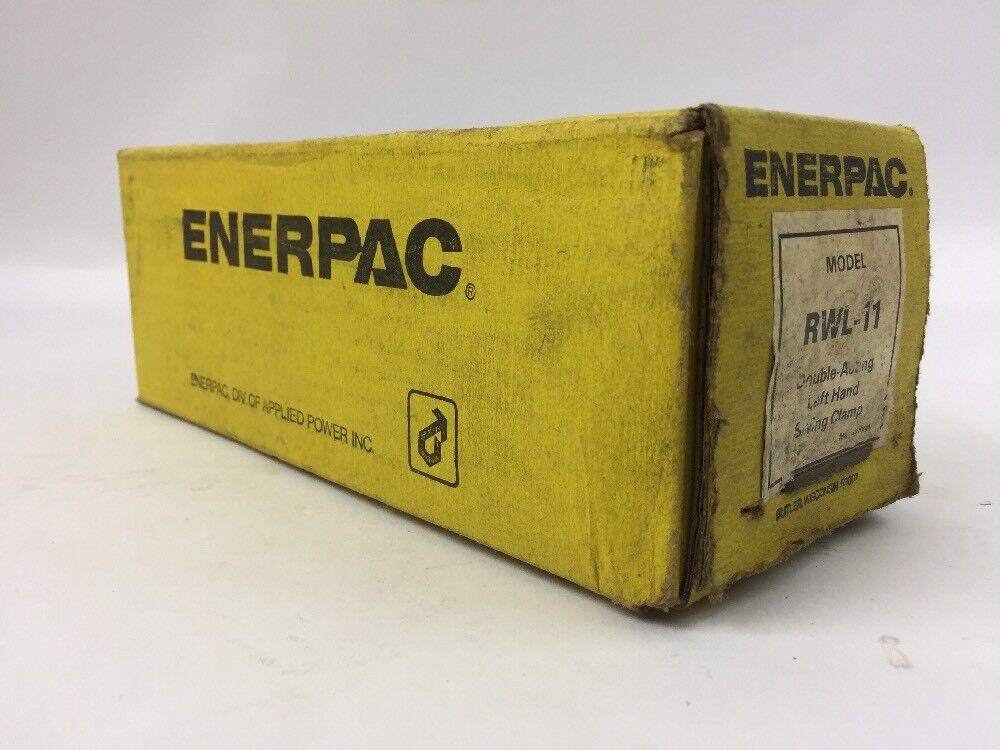 ENERPAC®
ENERPAC, DIV. OF APPLIED POWER INC.
ENERPAC.
MODEL
RWL-11
Double-Acting
Left Hand
Swing Clamp
BUTLER, WISCONSIN